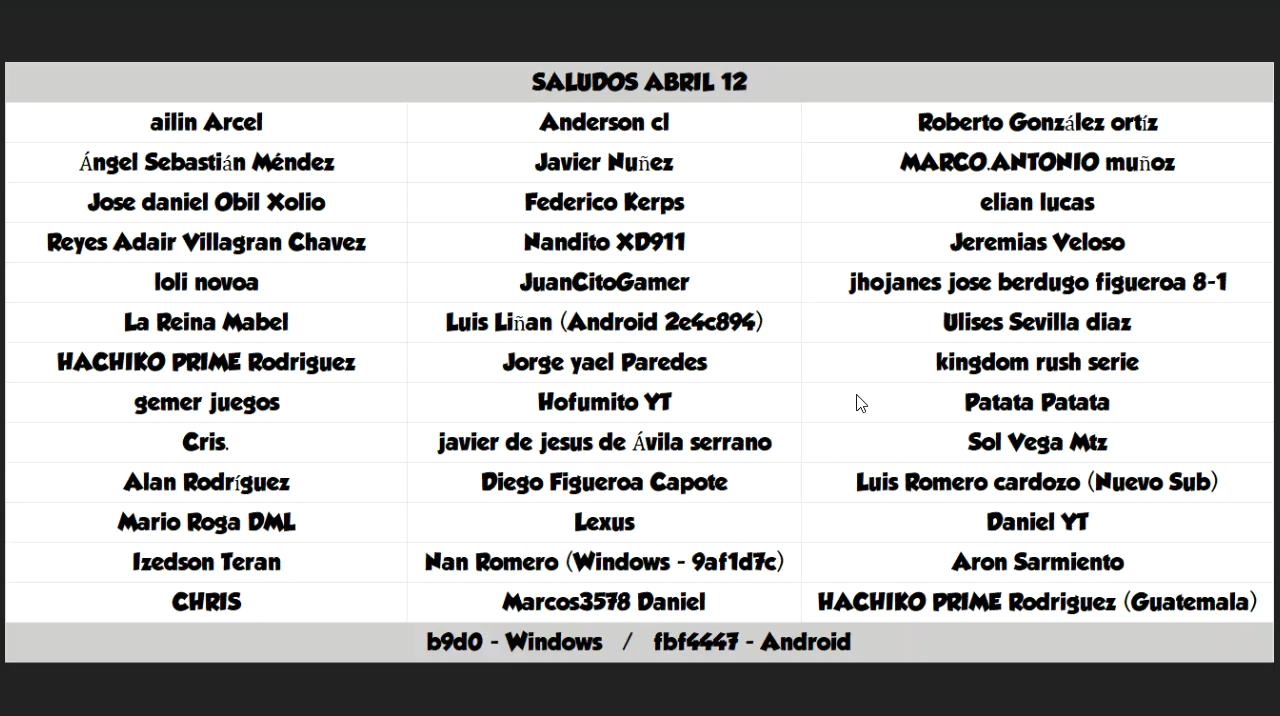 SALUDOS ABRIL 12
ailin Arcel Anderson cl Roberto González ortíz
Ángel Sebastián Méndez Javier Nuñez MARCO.ANTONIO muñoz
Jose daniel Obil Xolio Federico Kerps elian lucas
Reyes Adair Villagran Chavez Nandito XD911 Jeremias Veloso
loli novoa JuanCitoGamer jhojanes jose berdugo figueroa 8-1
La Reina Mabel Luis Liñan (Android 2e4c894) Ulises Sevilla diaz
HACHIKO PRIME Rodriguez Jorge yael Paredes kingdom rush serie
gemer juegos Hofumito YT Patata Patata
Cris. javier de jesus de Ávila serrano Sol Vega Mtz
Alan Rodríguez Diego Figueroa Capote Luis Romero cardozo (Nuevo Sub)
Mario Roga DML Lexus Daniel YT
Izedson Teran Nan Romero (Windows - 9af1d7c) Aron Sarmiento
CHRIS Marcos3578 Daniel HACHIKO PRIME Rodriguez (Guatemala)
b9d0 - Windows / fbf4447 - Android